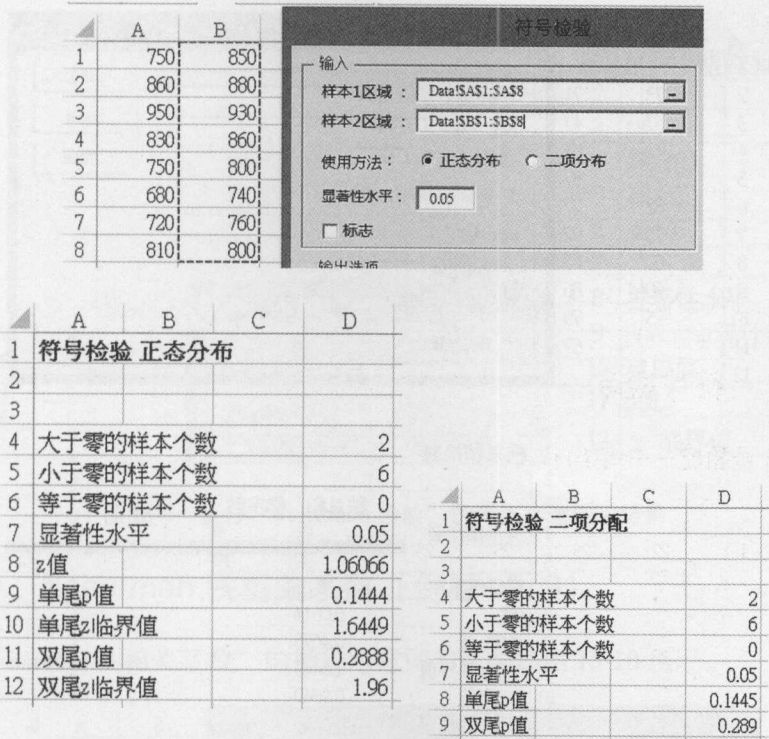 符号检验
A B
1 750 850
2 860 880
3 950 930
4 830 860
5 750 800
6 680 740
7 720 760
8 810 800
输入
样本1区域 : Data!$A$1:$A$8 _
样本2区域 : Data!$B$1:$B$8 _
使用方法: 正态分布 二项分布
显著性水平: 0.05
标志
输出选项
A B C D
1 符号检验 正态分布
2
3
4 大于零的样本个数 2
5 小于零的样本个数 6
6 等于零的样本个数 0
7 显著性水平 0.05
8 z值 1.06066
9 单尾p值 0.1444
10 单尾z临界值 1.6449
11 双尾p值 0.2888
12 双尾z临界值 1.96
A B C D
1 符号检验 二项分配
2
3
4 大于零的样本个数 2
5 小于零的样本个数 6
6 等于零的样本个数 0
7 显著性水平 0.05
8 单尾p值 0.1445
9 双尾p值 0.289